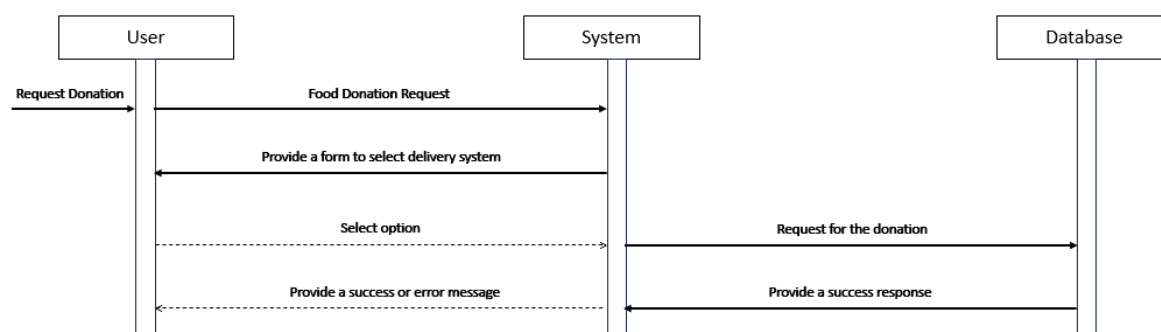 User
System
Database
Request Donation
Food Donation Request
Provide a form to select delivery system
Select option
Request for the donation
Provide a success or error message
Provide a success response